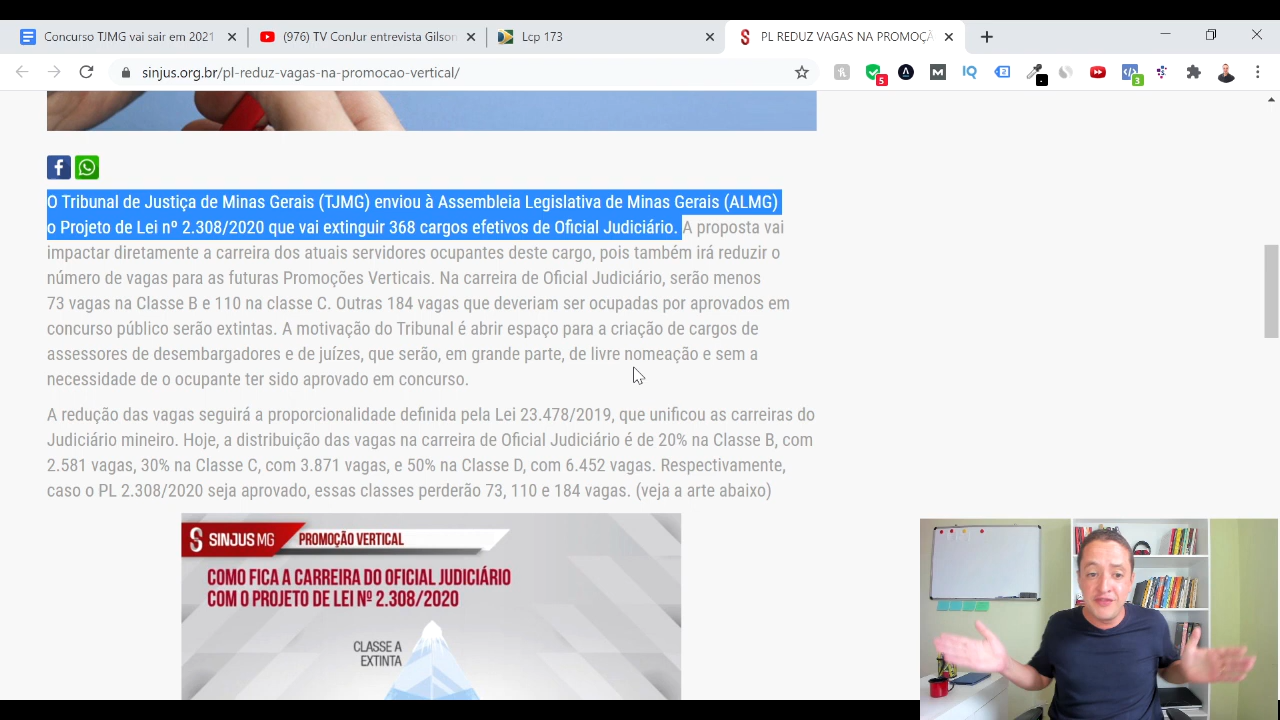 Concurso TJMG vai sair em 2021
(976) TV ConJur entrevista Gilson
Lcp 173
PL REDUZ VAGAS NA PROMOÇÃ
sinjus.org.br/pl-reduz-vagas-na-promocao-vertical/
5
IQ
2
3
O Tribunal de Justiça de Minas Gerais (TJMG) enviou à Assembleia Legislativa de Minas Gerais (ALMG)
o Projeto de Lei nº 2.308/2020 que vai extinguir 368 cargos efetivos de Oficial Judiciário. A proposta vai
impactar diretamente a carreira dos atuais servidores ocupantes deste cargo, pois também irá reduzir o
número de vagas para as futuras Promoções Verticais. Na carreira de Oficial Judiciário, serão menos
73 vagas na Classe B e 110 na classe C. Outras 184 vagas que deveriam ser ocupadas por aprovados em
concurso público serão extintas. A motivação do Tribunal é abrir espaço para a criação de cargos de
assessores de desembargadores e de juízes, que serão, em grande parte, de livre nomeação e sem a
necessidade de o ocupante ter sido aprovado em concurso.
A redução das vagas seguirá a proporcionalidade definida pela Lei 23.478/2019, que unificou as carreiras do
Judiciário mineiro. Hoje, a distribuição das vagas na carreira de Oficial Judiciário é de 20% na Classe B, com
2.581 vagas, 30% na Classe C, com 3.871 vagas, e 50% na Classe D, com 6.452 vagas. Respectivamente,
caso o PL 2.308/2020 seja aprovado, essas classes perderão 73, 110 e 184 vagas. (veja a arte abaixo)
SINJUS MG PROMOÇÃO VERTICAL
COMO FICA A CARREIRA DO OFICIAL JUDICIÁRIO
COM O PROJETO DE LEI Nº 2.308/2020
CLASSE A
EXTINTA